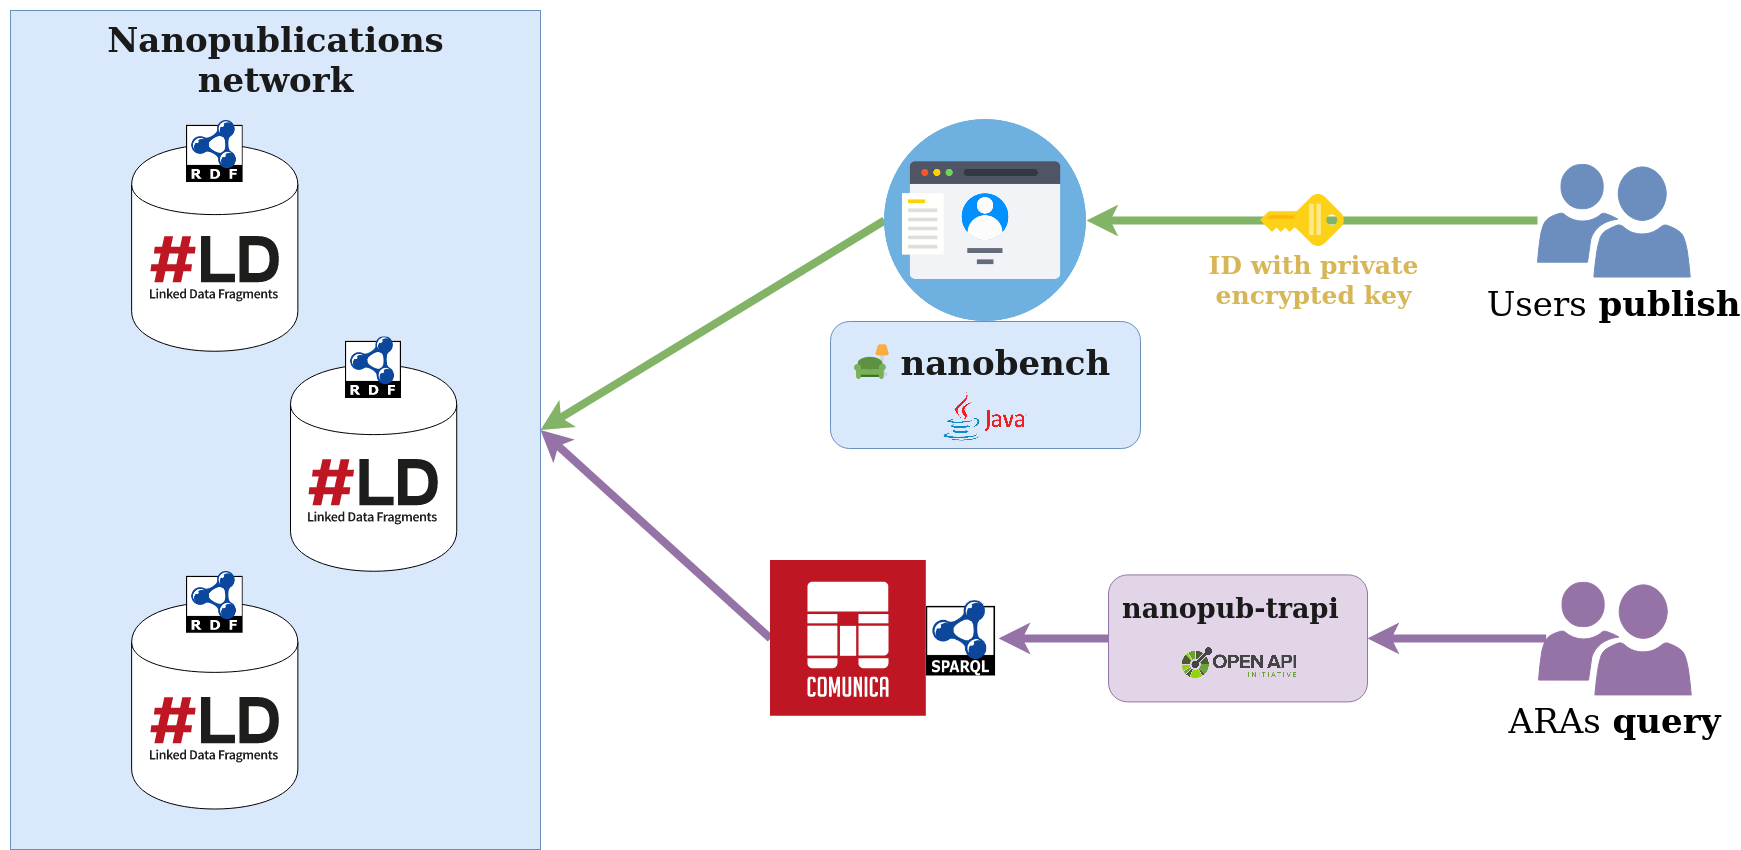 Nanopublications
network
RDF
#LD
Linked Data Fragments
RDF
#LD
Linked Data Fragments
RDF
#LD
Linked Data Fragments
nanobench
Java
ID with private
encrypted key
Users publish
COMUNICA
SPARQL
nanopub-trapi
OPEN API
INITIATIVE
ARAs query